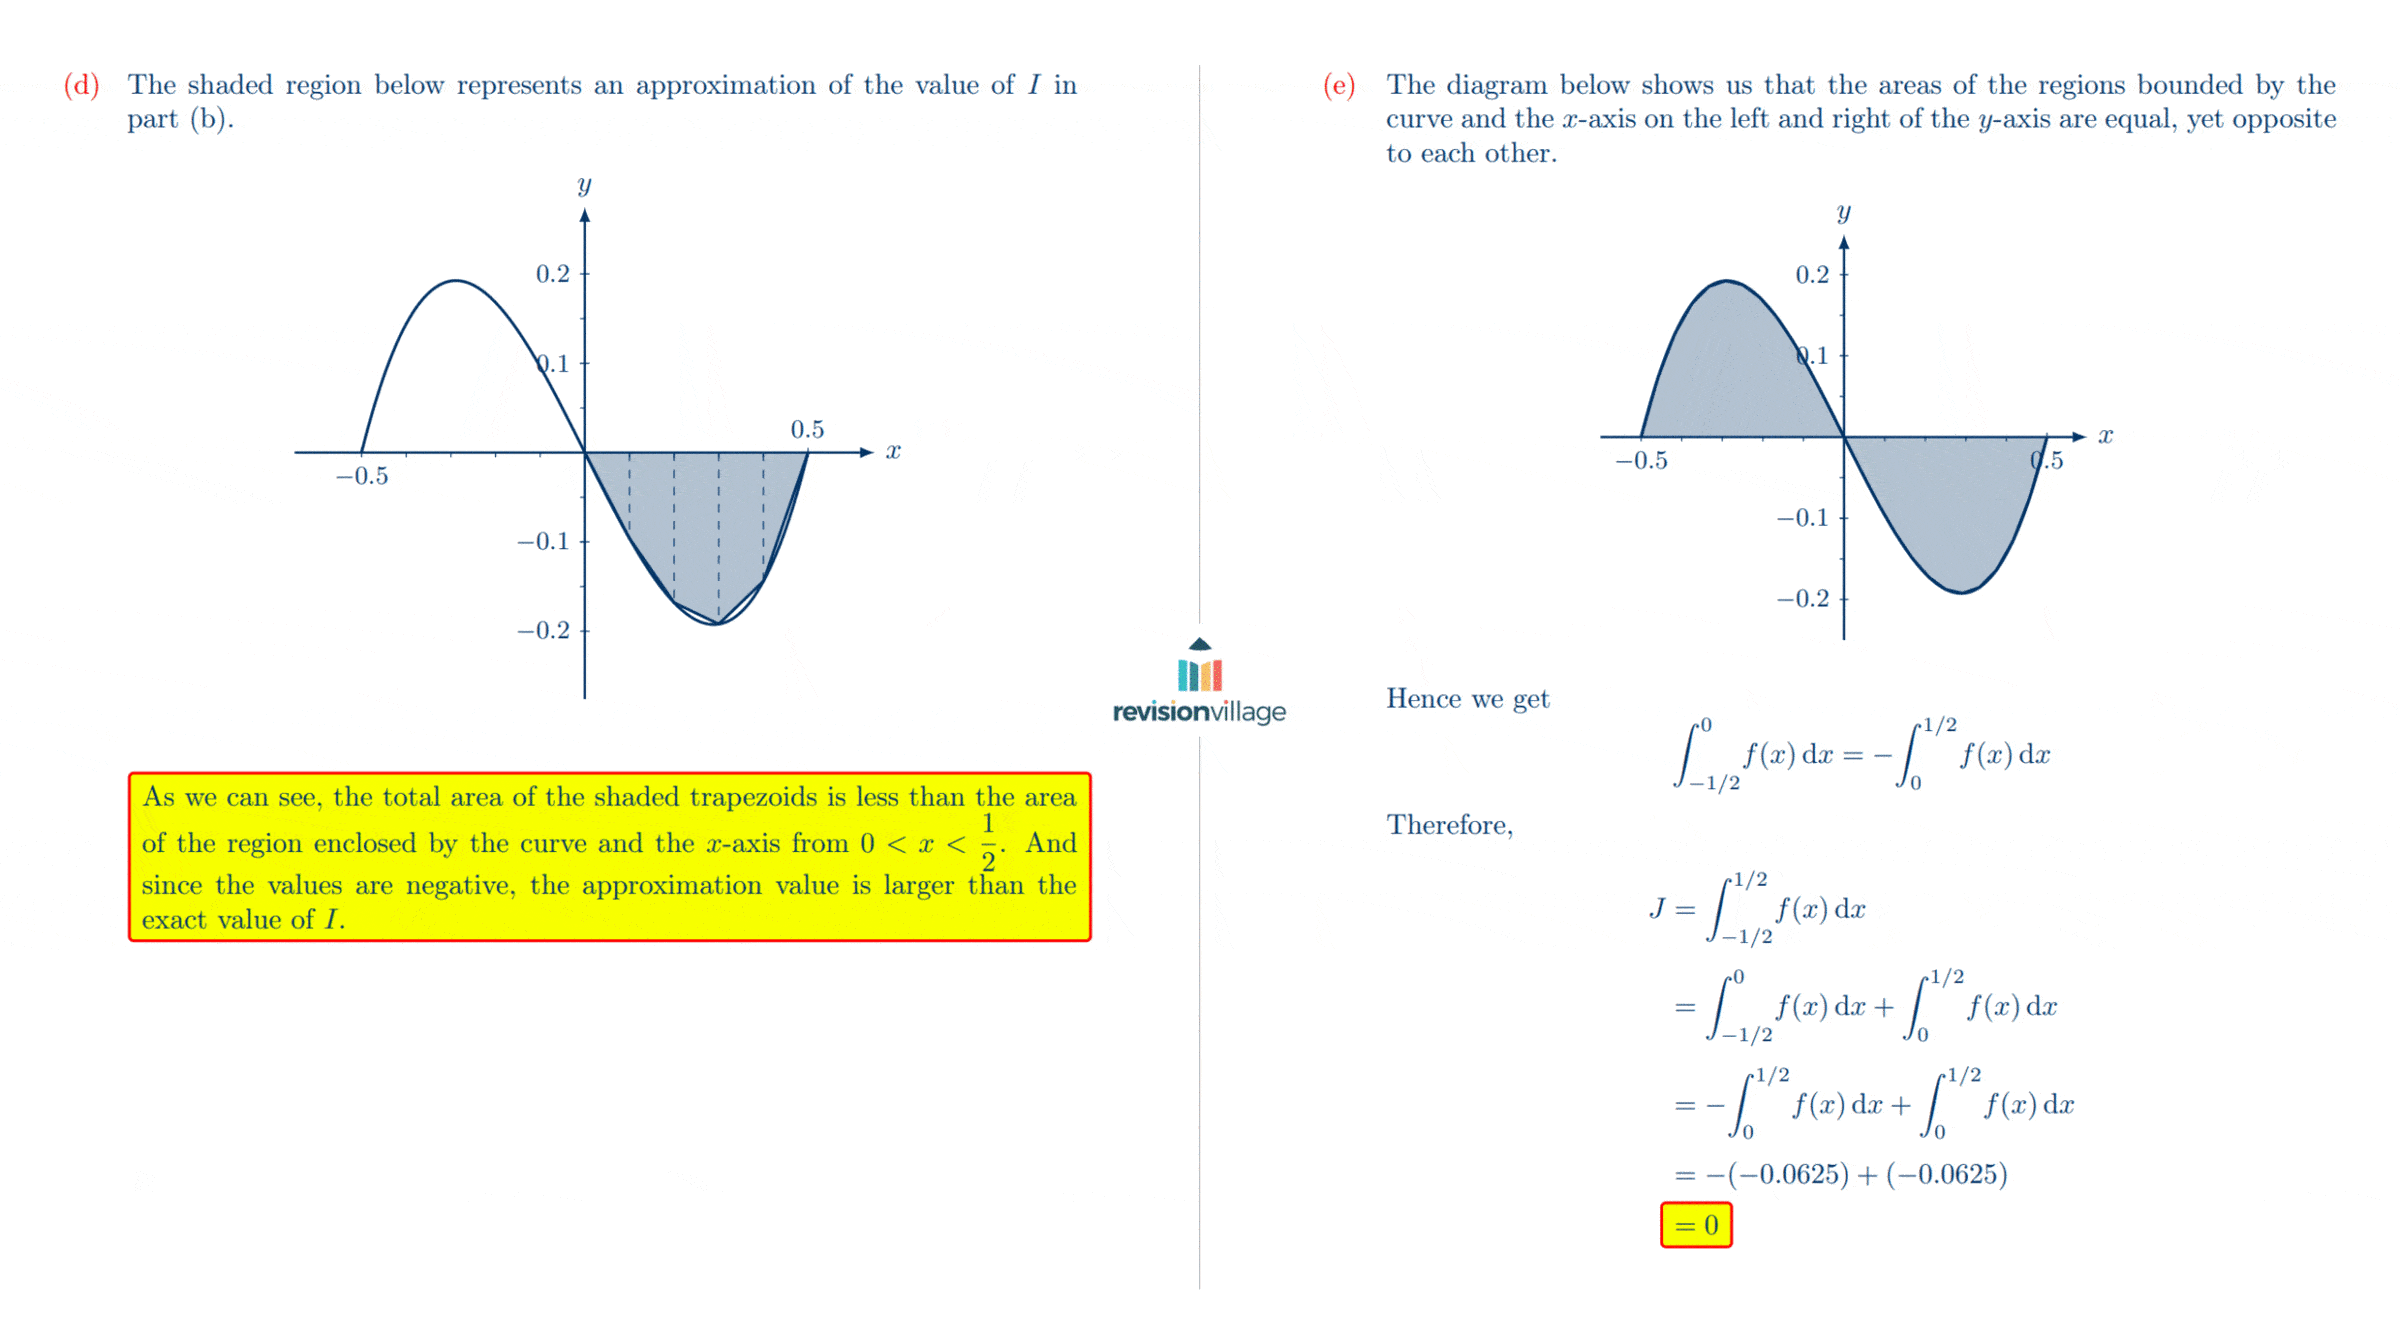 (d) The shaded region below represents an approximation of the value of I in
part (b).
y
0.2
0.1
0.5
x
−0.5
−0.1
−0.2
As we can see, the total area of the shaded trapezoids is less than the area
of the region enclosed by the curve and the x-axis from 0 < x < 1/2. And
since the values are negative, the approximation value is larger than the
exact value of I.
revisionvillage
(e) The diagram below shows us that the areas of the regions bounded by the
curve and the x-axis on the left and right of the y-axis are equal, yet opposite
to each other.
y
0.2
0.1
x
−0.5
0.5
−0.1
−0.2
Hence we get
∫_{−1/2}^{0} f(x) dx = −∫_{0}^{1/2} f(x) dx
Therefore,
J = ∫_{−1/2}^{1/2} f(x) dx
= ∫_{−1/2}^{0} f(x) dx + ∫_{0}^{1/2} f(x) dx
= −∫_{0}^{1/2} f(x) dx + ∫_{0}^{1/2} f(x) dx
= −(−0.0625) + (−0.0625)
= 0